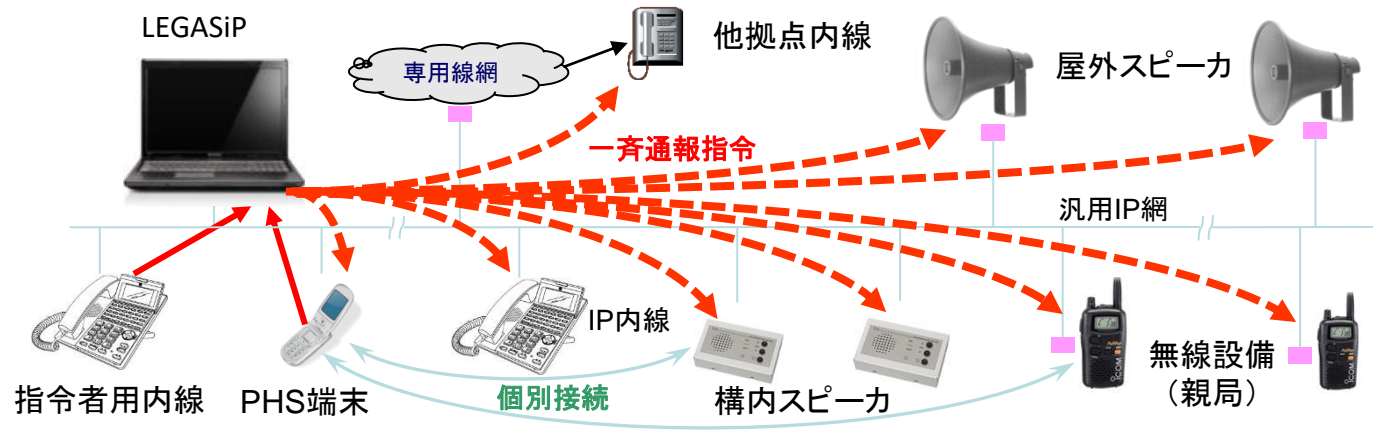 LEGASiP
専用線網
他拠点内線
屋外スピーカ
一斉通報指令
汎用IP網
IP内線
無線設備
（親局）
指令者用内線
PHS端末
個別接続
構内スピーカ
iCOM
iCOM